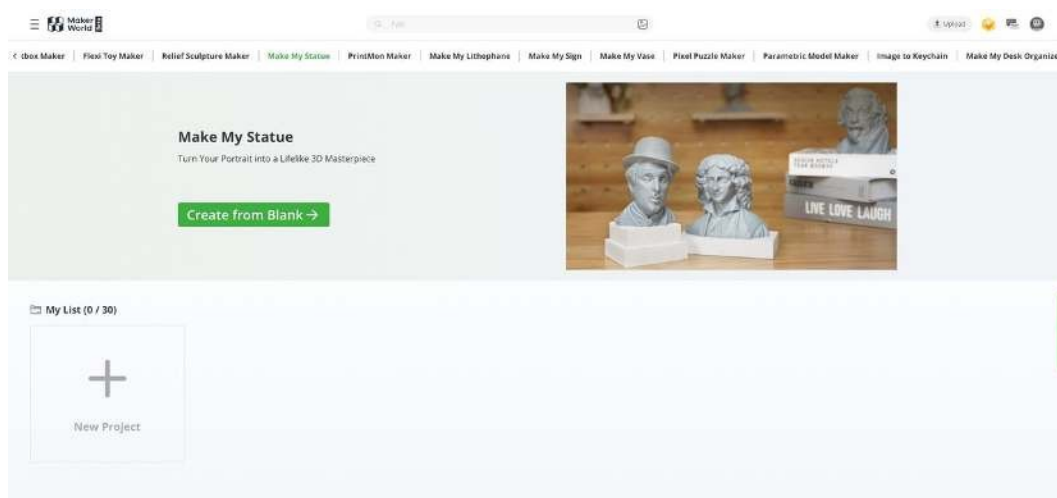 Maker
World
Upload
tbox Maker
Flexi Toy Maker
Relief Sculpture Maker
Make My Statue
PrintMon Maker
Make My Lithophane
Make My Sign
Make My Vase
Pixel Puzzle Maker
Parametric Model Maker
Image to Keychain
Make My Desk Organize
Make My Statue
Turn Your Portrait into a Lifelike 3D Masterpiece
Create from Blank →
LIVE LOVE LAUGH
My List (0 / 30)
New Project